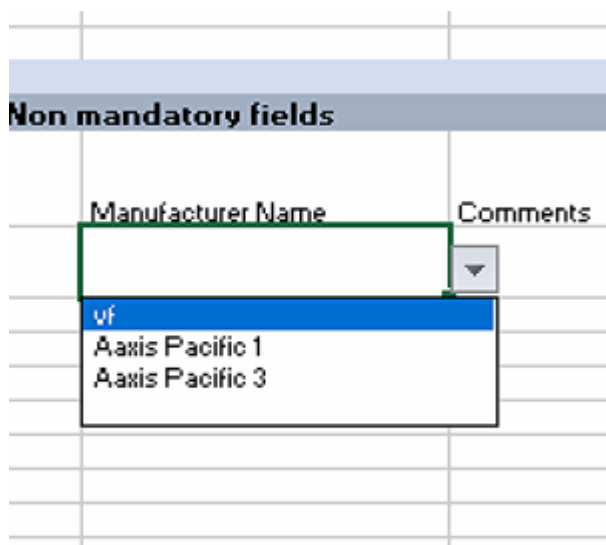 Non mandatory fields
Manufacturer Name Comments
vf
Aaxis Pacific 1
Aaxis Pacific 3